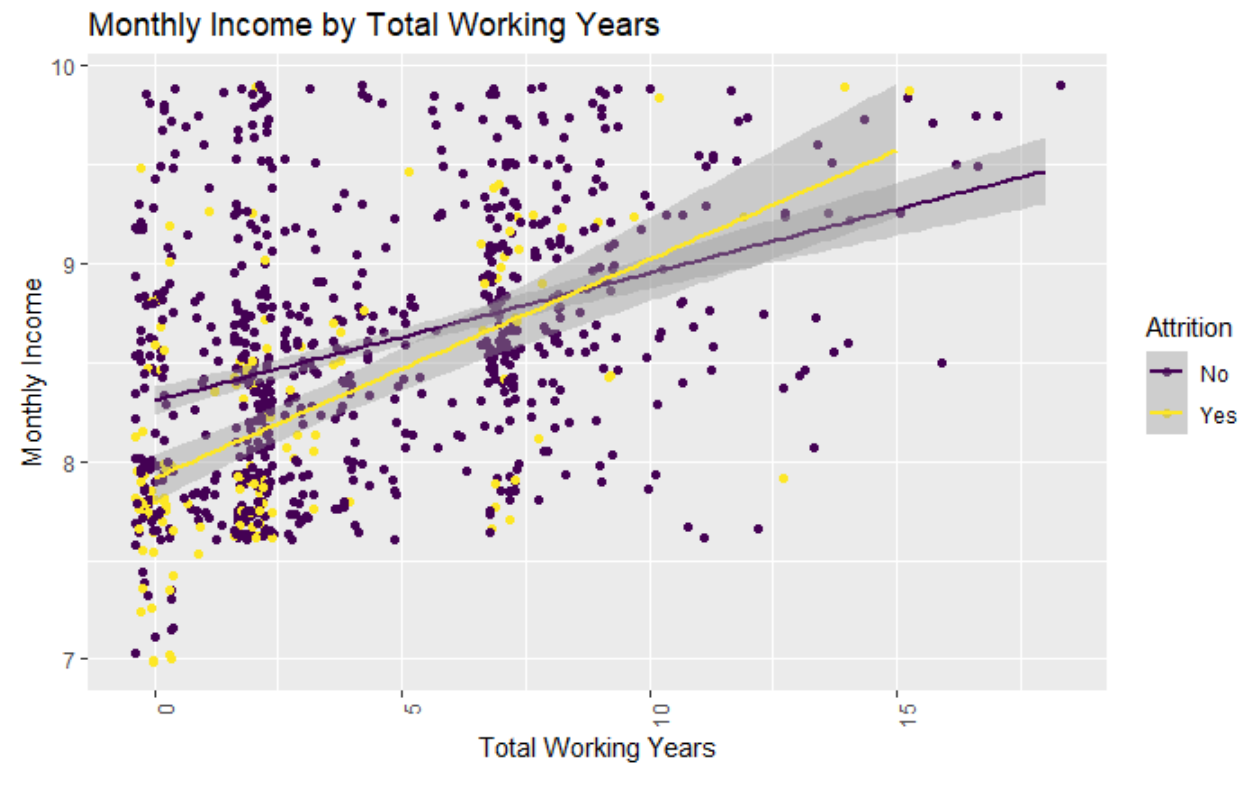 Monthly Income by Total Working Years
10
9
8
7
Monthly Income
0
5
10
15
Total Working Years
Attrition
No
Yes